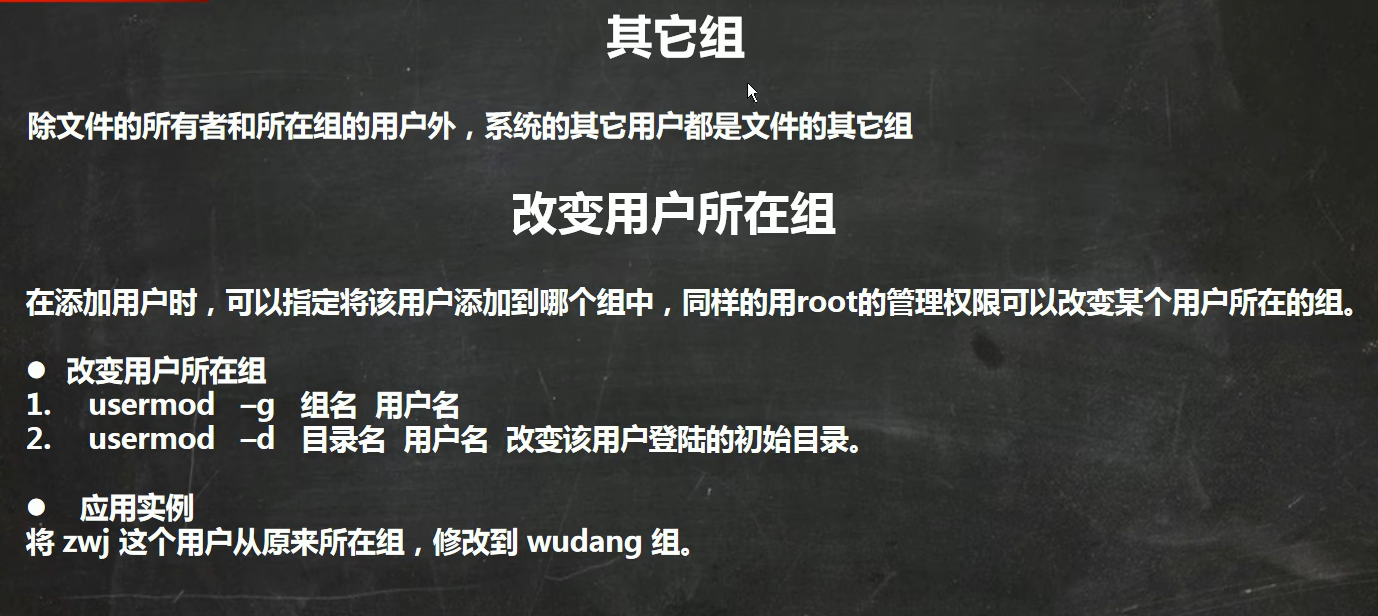 其它组
除文件的所有者和所在组的用户外，系统的其它用户都是文件的其它组
改变用户所在组
在添加用户时，可以指定将该用户添加到哪个组中，同样的用root的管理权限可以改变某个用户所在的组。
● 改变用户所在组
1. usermod –g 组名 用户名
2. usermod –d 目录名 用户名 改变该用户登陆的初始目录。
● 应用实例
将 zwj 这个用户从原来所在组，修改到 wudang 组。